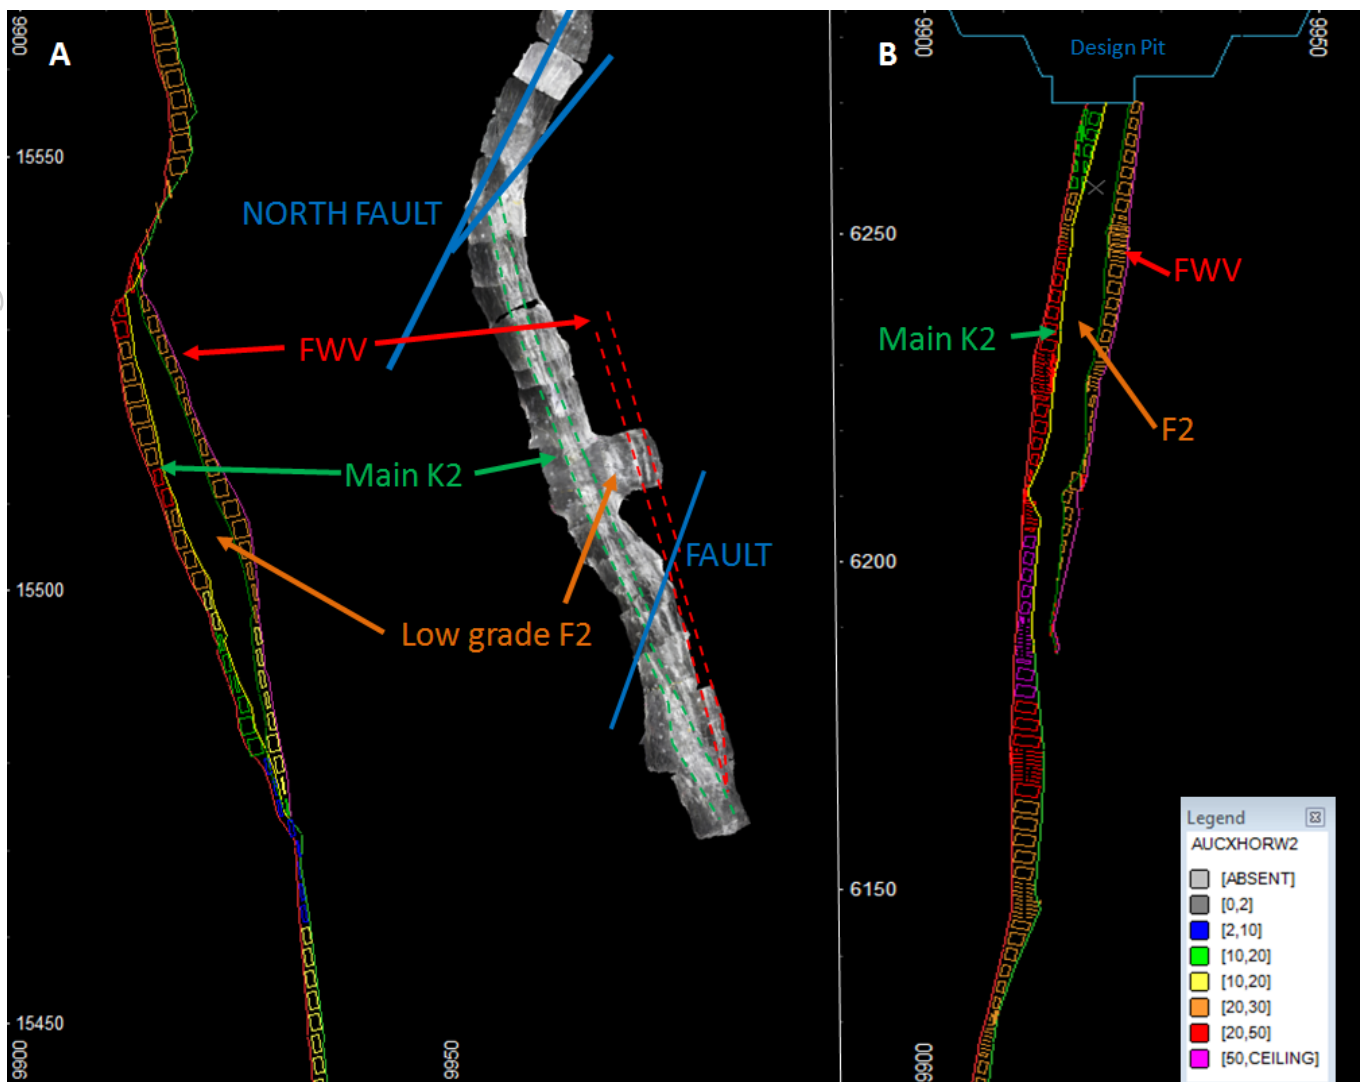 9900
A
15550
NORTH FAULT
FWV
Main K2
FAULT
15500
Low grade F2
15450
9900
9950
9900
B
Design Pit
9950
6250
FWV
Main K2
F2
6200
6150
9900
Legend
AUCXHORW2
[ABSENT]
[0,2]
[2,10]
[10,20]
[10,20]
[20,30]
[20,50]
[50,CEILING]